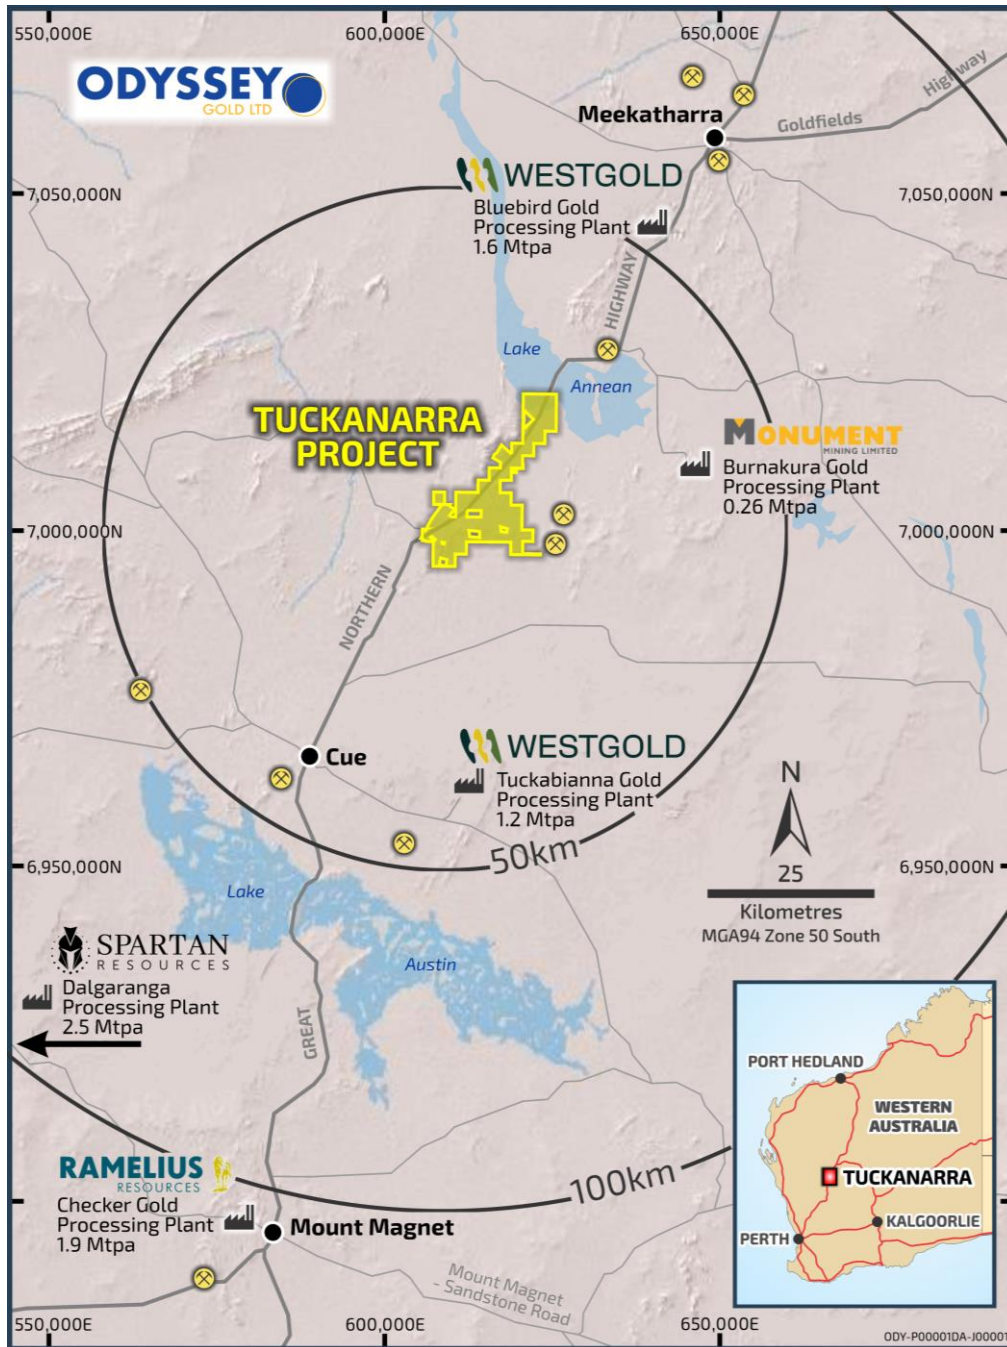 550,000E
600,000E
650,000E
ODYSSEY
GOLD LTD
Meekatharra
Goldfields
Highway
7,050,000N
7,050,000N
WESTGOLD
Bluebird Gold
Processing Plant
1.6 Mtpa
HIGHWAY
Lake
Annean
TUCKANARRA
PROJECT
MONUMENT
MINING LIMITED
Burnakura Gold
Processing Plant
0.26 Mtpa
7,000,000N
7,000,000N
NORTHERN
Cue
WESTGOLD
Tuckabianna Gold
Processing Plant
1.2 Mtpa
50km
N
25
Kilometres
MGA94 Zone 50 South
6,950,000N
6,950,000N
Lake
Austin
SPARTAN
RESOURCES
Dalgaranga
Processing Plant
2.5 Mtpa
GREAT
PORT HEDLAND
WESTERN
AUSTRALIA
TUCKANARRA
KALGOORLIE
PERTH
100km
RAMELIUS
RESOURCES
Checker Gold
Processing Plant
1.9 Mtpa
Mount Magnet
Mount Magnet
- Sandstone Road
550,000E
600,000E
650,000E
ODY-P00001DA-J00001